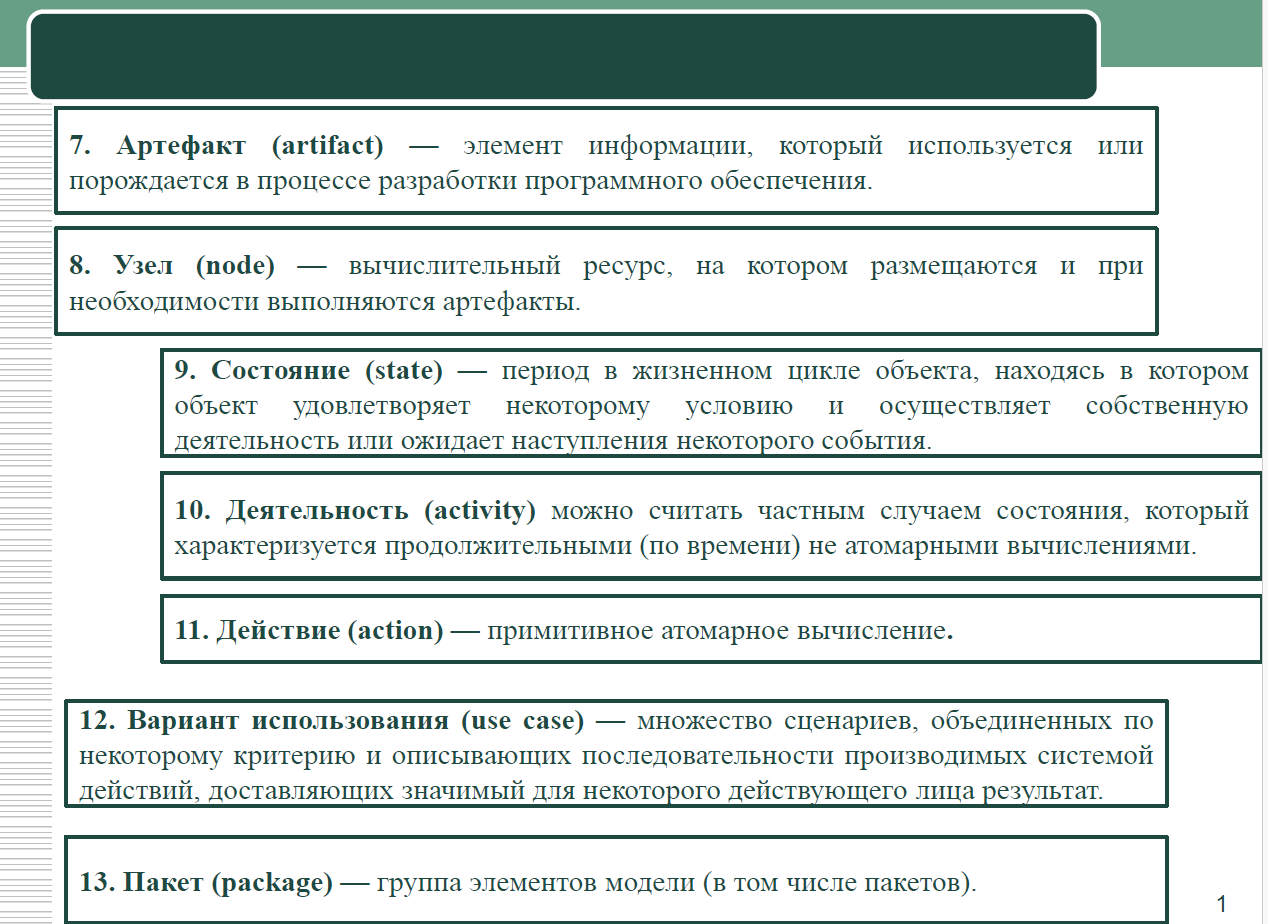 7. Артефакт (artifact) — элемент информации, который используется или
порождается в процессе разработки программного обеспечения.
8. Узел (node) — вычислительный ресурс, на котором размещаются и при
необходимости выполняются артефакты.
9. Состояние (state) — период в жизненном цикле объекта, находясь в котором
объект удовлетворяет некоторому условию и осуществляет собственную
деятельность или ожидает наступления некоторого события.
10. Деятельность (activity) можно считать частным случаем состояния, который
характеризуется продолжительными (по времени) не атомарными вычислениями.
11. Действие (action) — примитивное атомарное вычисление.
12. Вариант использования (use case) — множество сценариев, объединенных по
некоторому критерию и описывающих последовательности производимых системой
действий, доставляющих значимый для некоторого действующего лица результат.
13. Пакет (package) — группа элементов модели (в том числе пакетов).
1